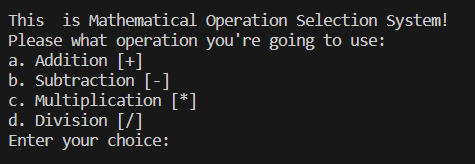 This  is Mathematical Operation Selection System!
Please what operation you're going to use:
a. Addition [+]
b. Subtraction [-]
c. Multiplication [*]
d. Division [/]
Enter your choice: